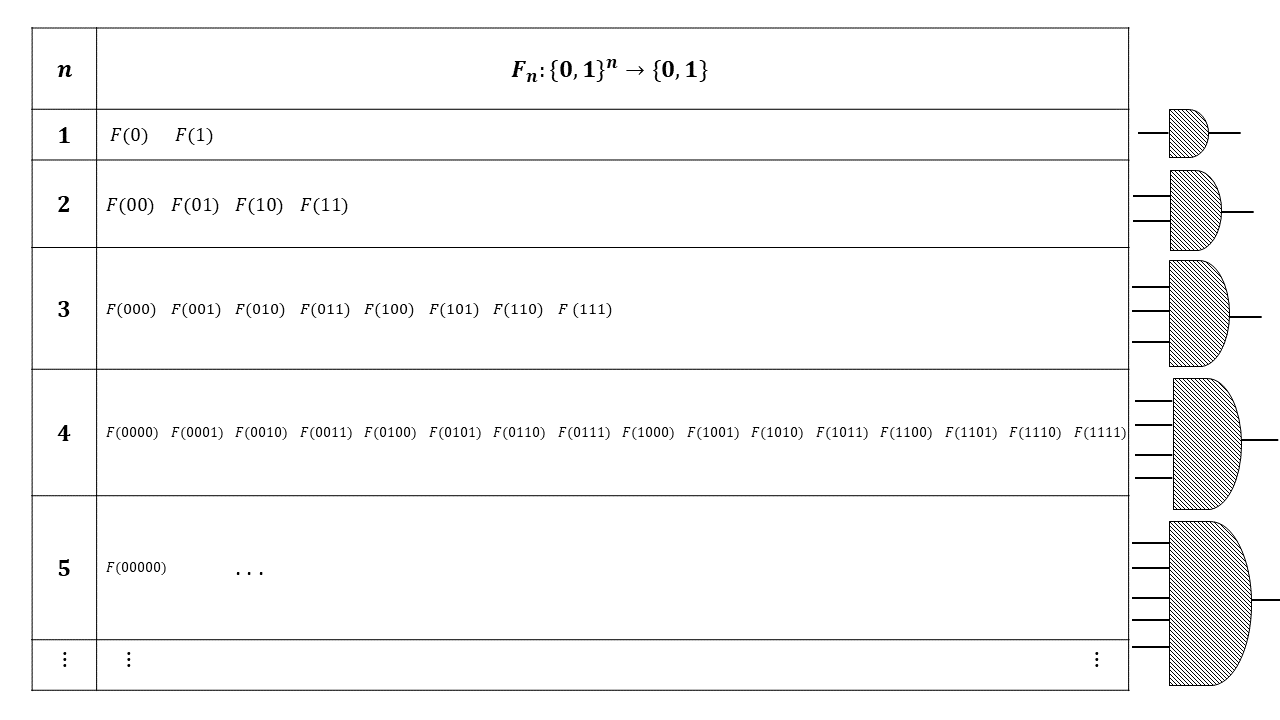 n F_n: {0, 1}^n → {0, 1}
1 F(0) F(1)
2 F(00) F(01) F(10) F(11)
3 F(000) F(001) F(010) F(011) F(100) F(101) F(110) F (111)
4 F(0000) F(0001) F(0010) F(0011) F(0100) F(0101) F(0110) F(0111) F(1000) F(1001) F(1010) F(1011) F(1100) F(1101) F(1110) F(1111)
5 F(00000) ...
⋮ ⋮ ⋮